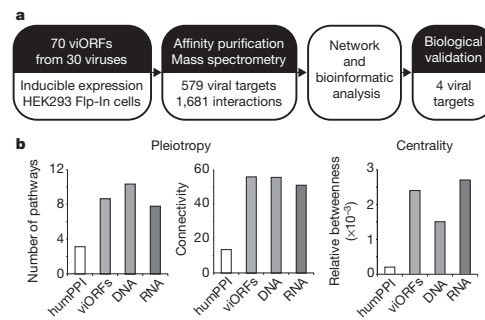 a
70 viORFs
from 30 viruses
Inducible expression
HEK293 Flp-In cells
Affinity purification
Mass spectrometry
579 viral targets
1,681 interactions
Network
and
bioinformatic
analysis
Biological
validation
4 viral
targets
b
Pleiotropy
Centrality
Number of pathways
12
8
4
0
humPPI
viORFs
DNA
RNA
Connectivity
60
40
20
0
humPPI
viORFs
DNA
RNA
Relative betweenness
(×10⁻³)
3
2
1
0
humPPI
viORFs
DNA
RNA